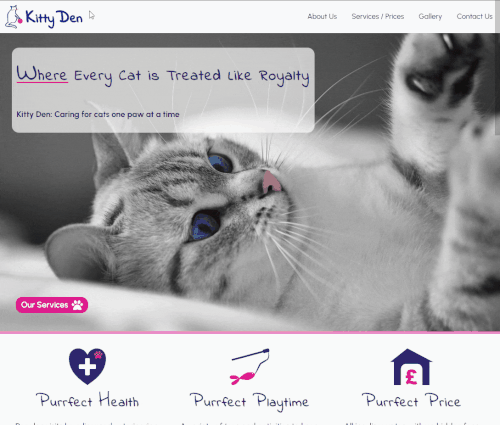 Kitty Den
About Us Services / Prices Gallery Contact Us
Where Every Cat is Treated Like Royalty
Kitty Den: Caring for cats one paw at a time
Our Services
£
Purrfect Health Purrfect Playtime Purrfect Price